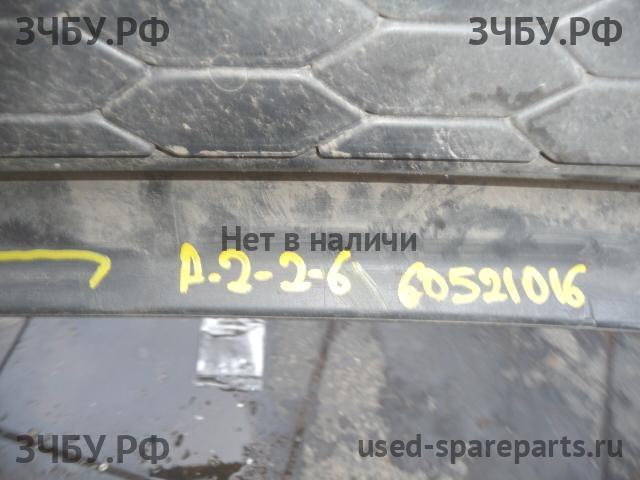 ЗЧБУ.РФ ЗЧБУ.РФ
Нет в наличи
А-2-2-6 60521016
ЗЧБУ.РФ used-spareparts.ru